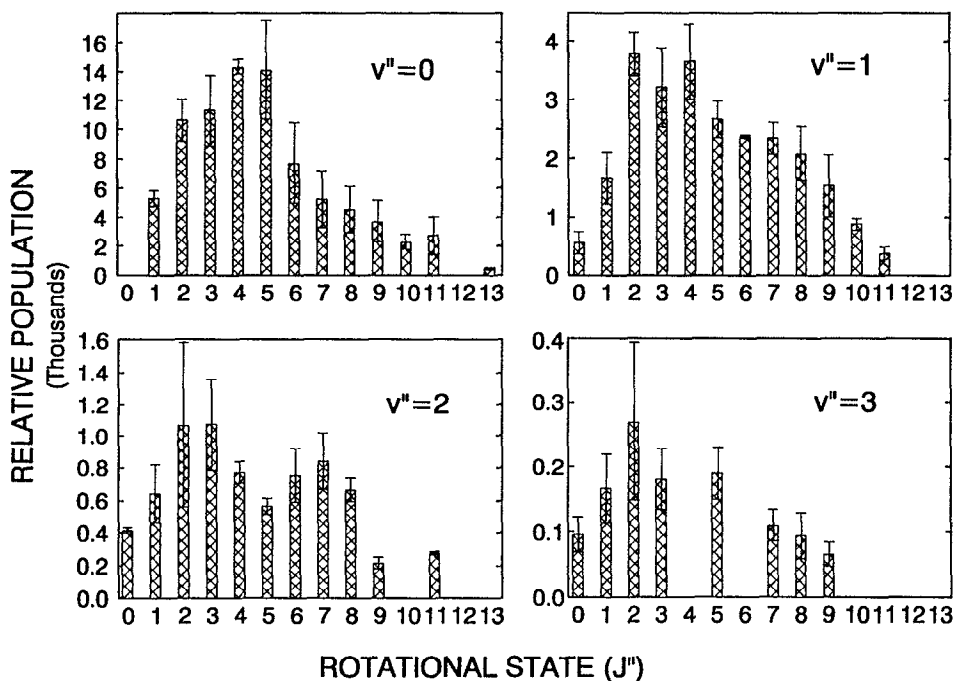 RELATIVE POPULATION
(Thousands)
16
14
12
10
8
6
4
2
0
v"=0
0 1 2 3 4 5 6 7 8 9 10 11 12 13
4
3
2
1
0
v"=1
0 1 2 3 4 5 6 7 8 9 10 11 12 13
1.6
1.4
1.2
1.0
0.8
0.6
0.4
0.2
0.0
v"=2
0 1 2 3 4 5 6 7 8 9 10 11 12 13
0.4
0.3
0.2
0.1
0.0
v"=3
0 1 2 3 4 5 6 7 8 9 10 11 12 13
ROTATIONAL STATE (J")